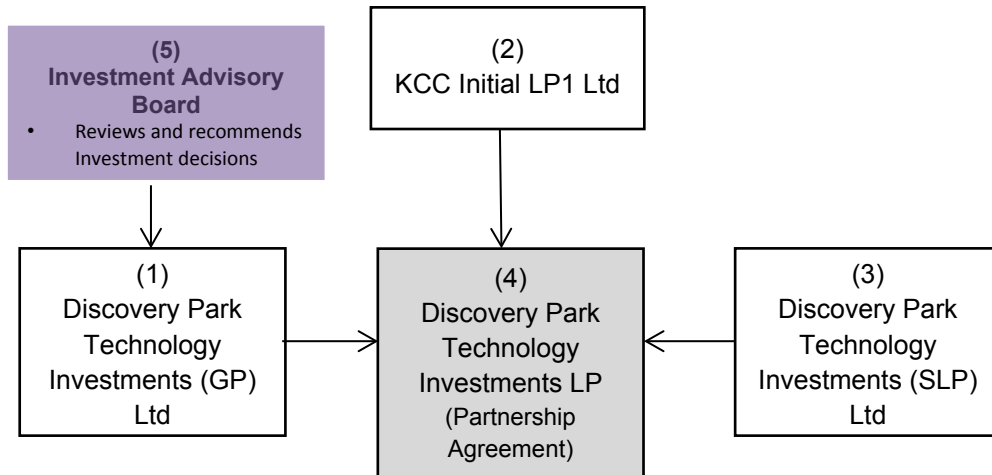 (5)
Investment Advisory
Board
• Reviews and recommends
Investment decisions
(2)
KCC Initial LP1 Ltd
(1)
Discovery Park
Technology
Investments (GP)
Ltd
(4)
Discovery Park
Technology
Investments LP
(Partnership
Agreement)
(3)
Discovery Park
Technology
Investments (SLP)
Ltd